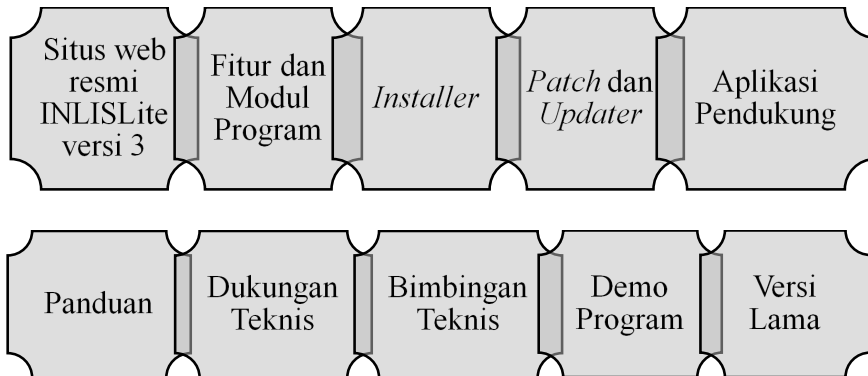 Situs web
resmi
INLISLite
versi 3
Fitur dan
Modul
Program
Installer
Patch dan
Updater
Aplikasi
Pendukung
Panduan
Dukungan
Teknis
Bimbingan
Teknis
Demo
Program
Versi
Lama